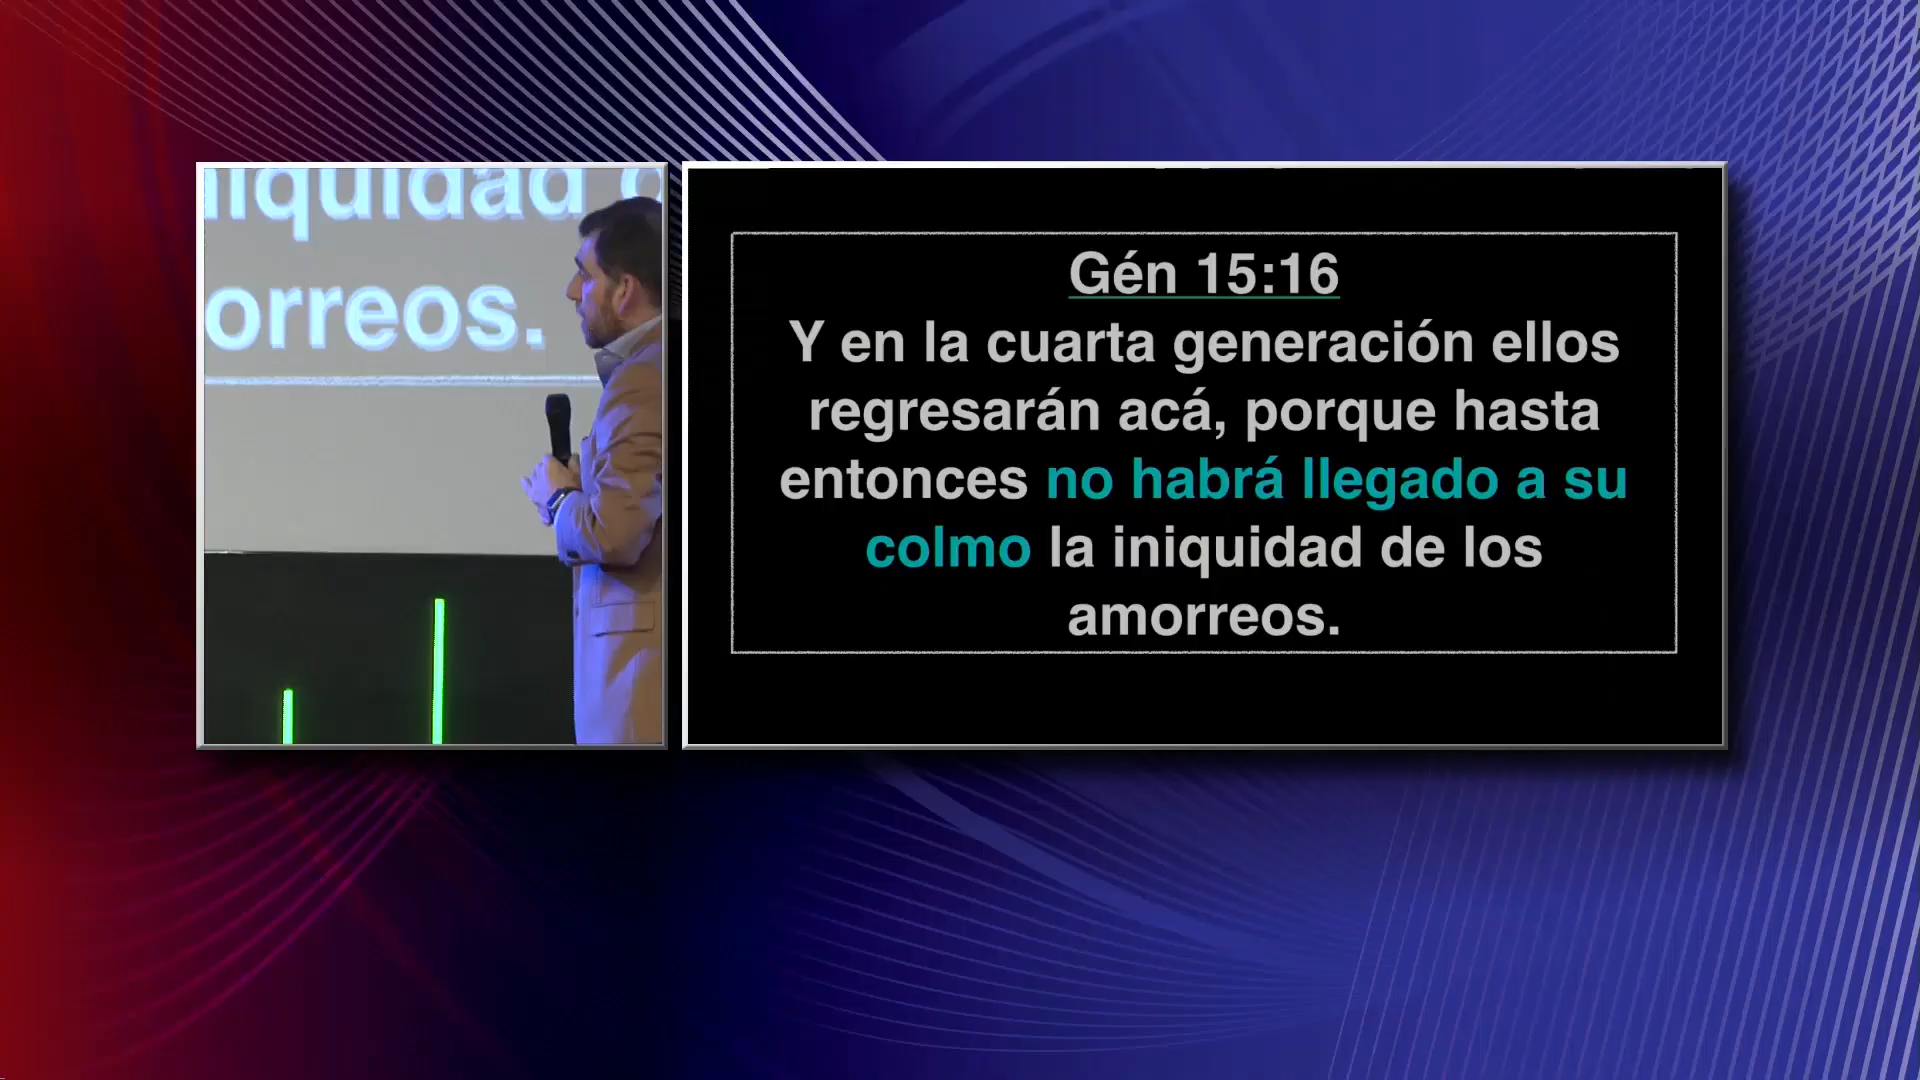 iniquidad
orreos.
Gén 15:16
Y en la cuarta generación ellos
regresarán acá, porque hasta
entonces no habrá llegado a su
colmo la iniquidad de los
amorreos.